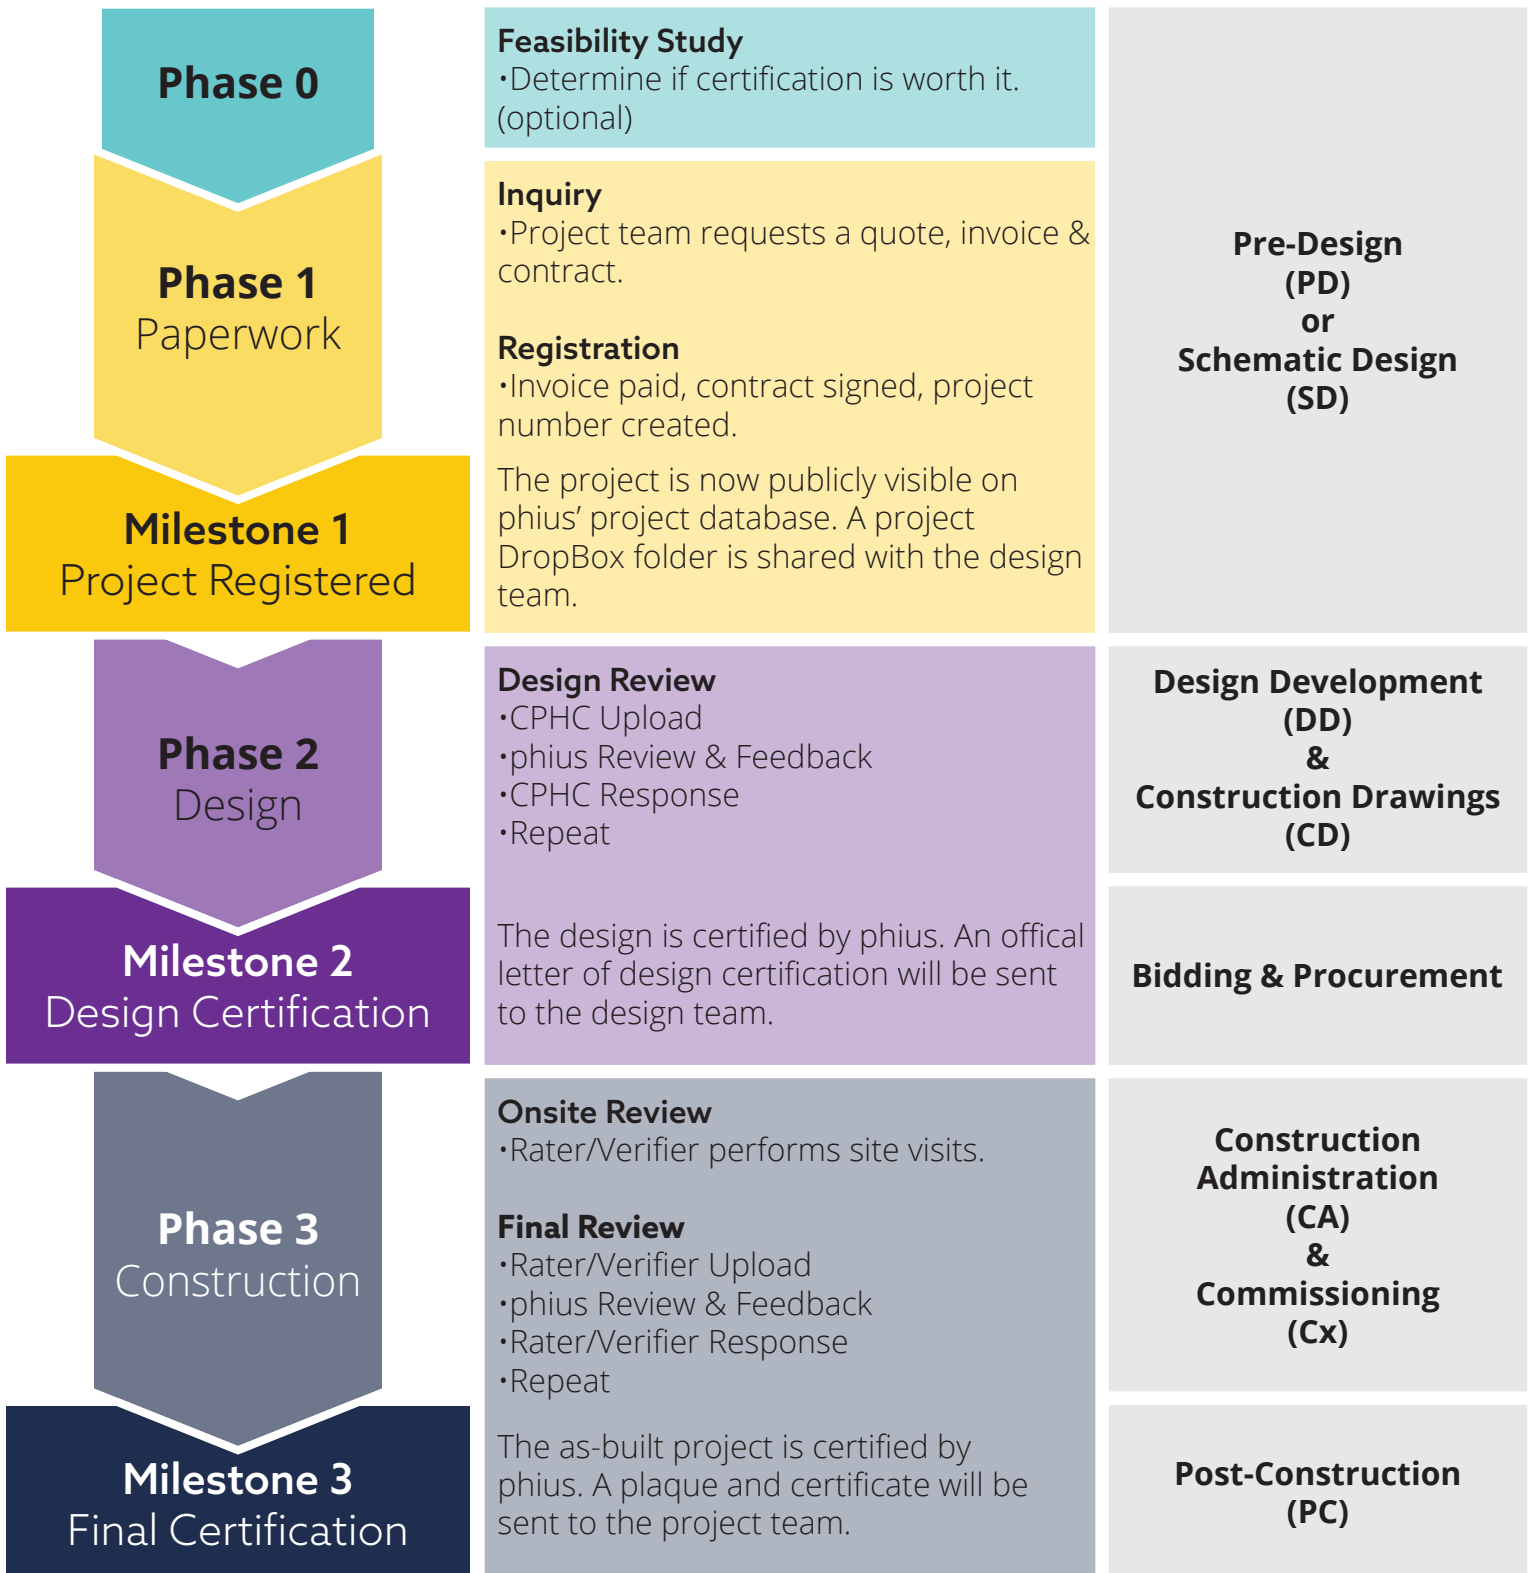 Phase 0
Feasibility Study
•Determine if certification is worth it.
(optional)
Phase 1
Paperwork
Inquiry
•Project team requests a quote, invoice &
contract.
Registration
•Invoice paid, contract signed, project
number created.
Pre-Design
(PD)
or
Schematic Design
(SD)
Milestone 1
Project Registered
The project is now publicly visible on
phius’ project database. A project
DropBox folder is shared with the design
team.
Phase 2
Design
Design Review
•CPHC Upload
•phius Review & Feedback
•CPHC Response
•Repeat
Design Development
(DD)
&
Construction Drawings
(CD)
Milestone 2
Design Certification
The design is certified by phius. An offical
letter of design certification will be sent
to the design team.
Bidding & Procurement
Phase 3
Construction
Onsite Review
•Rater/Verifier performs site visits.
Final Review
•Rater/Verifier Upload
•phius Review & Feedback
•Rater/Verifier Response
•Repeat
Construction
Administration
(CA)
&
Commissioning
(Cx)
Milestone 3
Final Certification
The as-built project is certified by
phius. A plaque and certificate will be
sent to the project team.
Post-Construction
(PC)